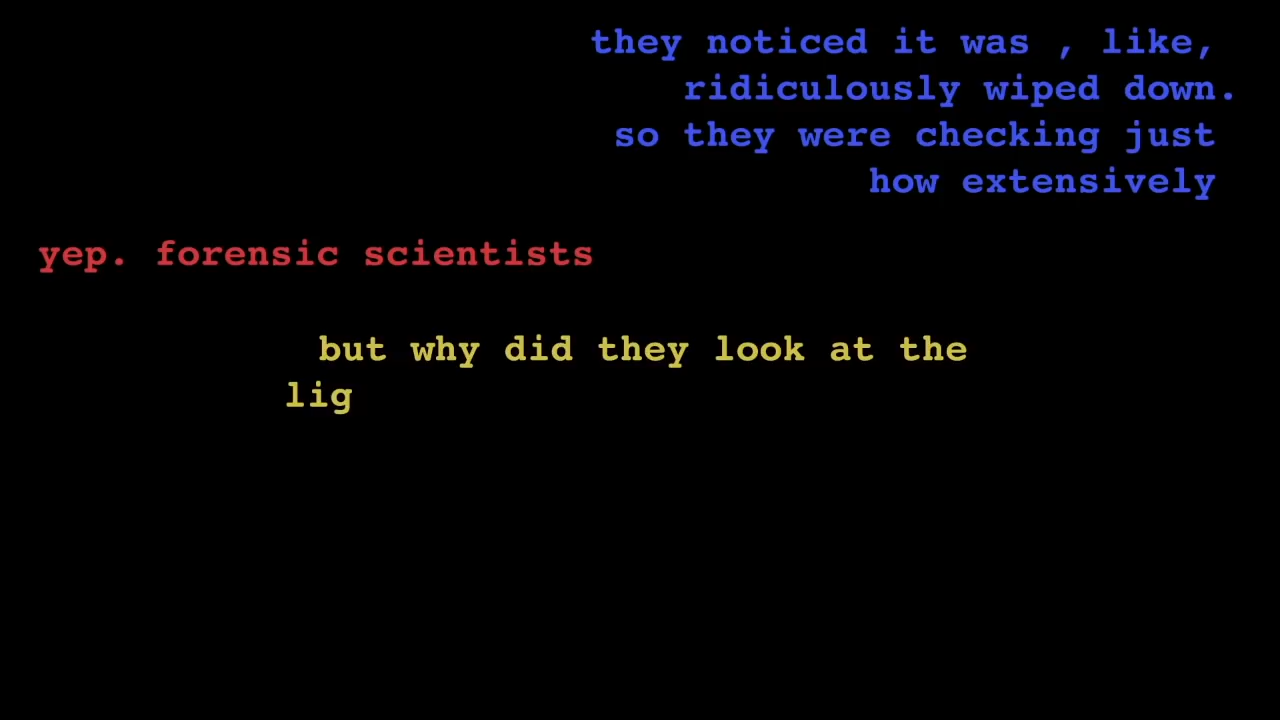 they noticed it was , like,
ridiculously wiped down.
so they were checking just
how extensively
yep. forensic scientists
but why did they look at the
lig